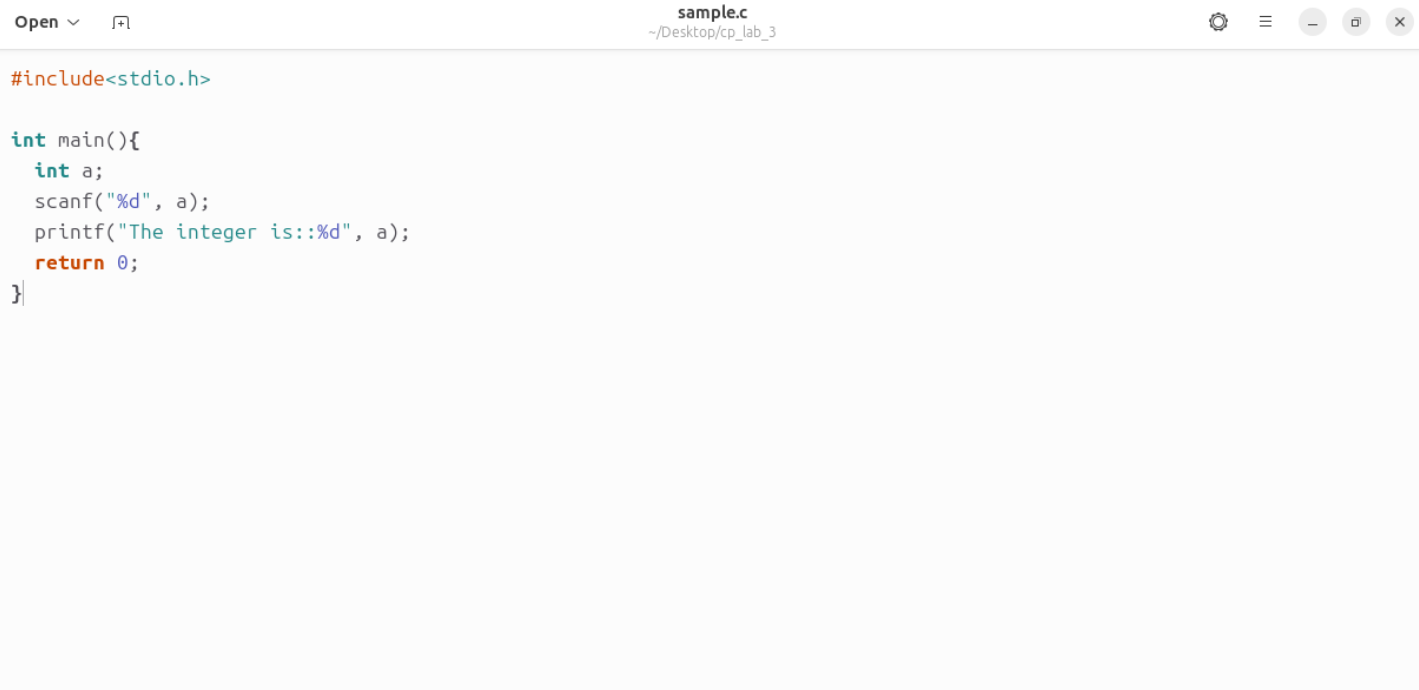 Open
sample.c
~/Desktop/cp_lab_3
#include<stdio.h>

int main(){
  int a;
  scanf("%d", a);
  printf("The integer is::%d", a);
  return 0;
}